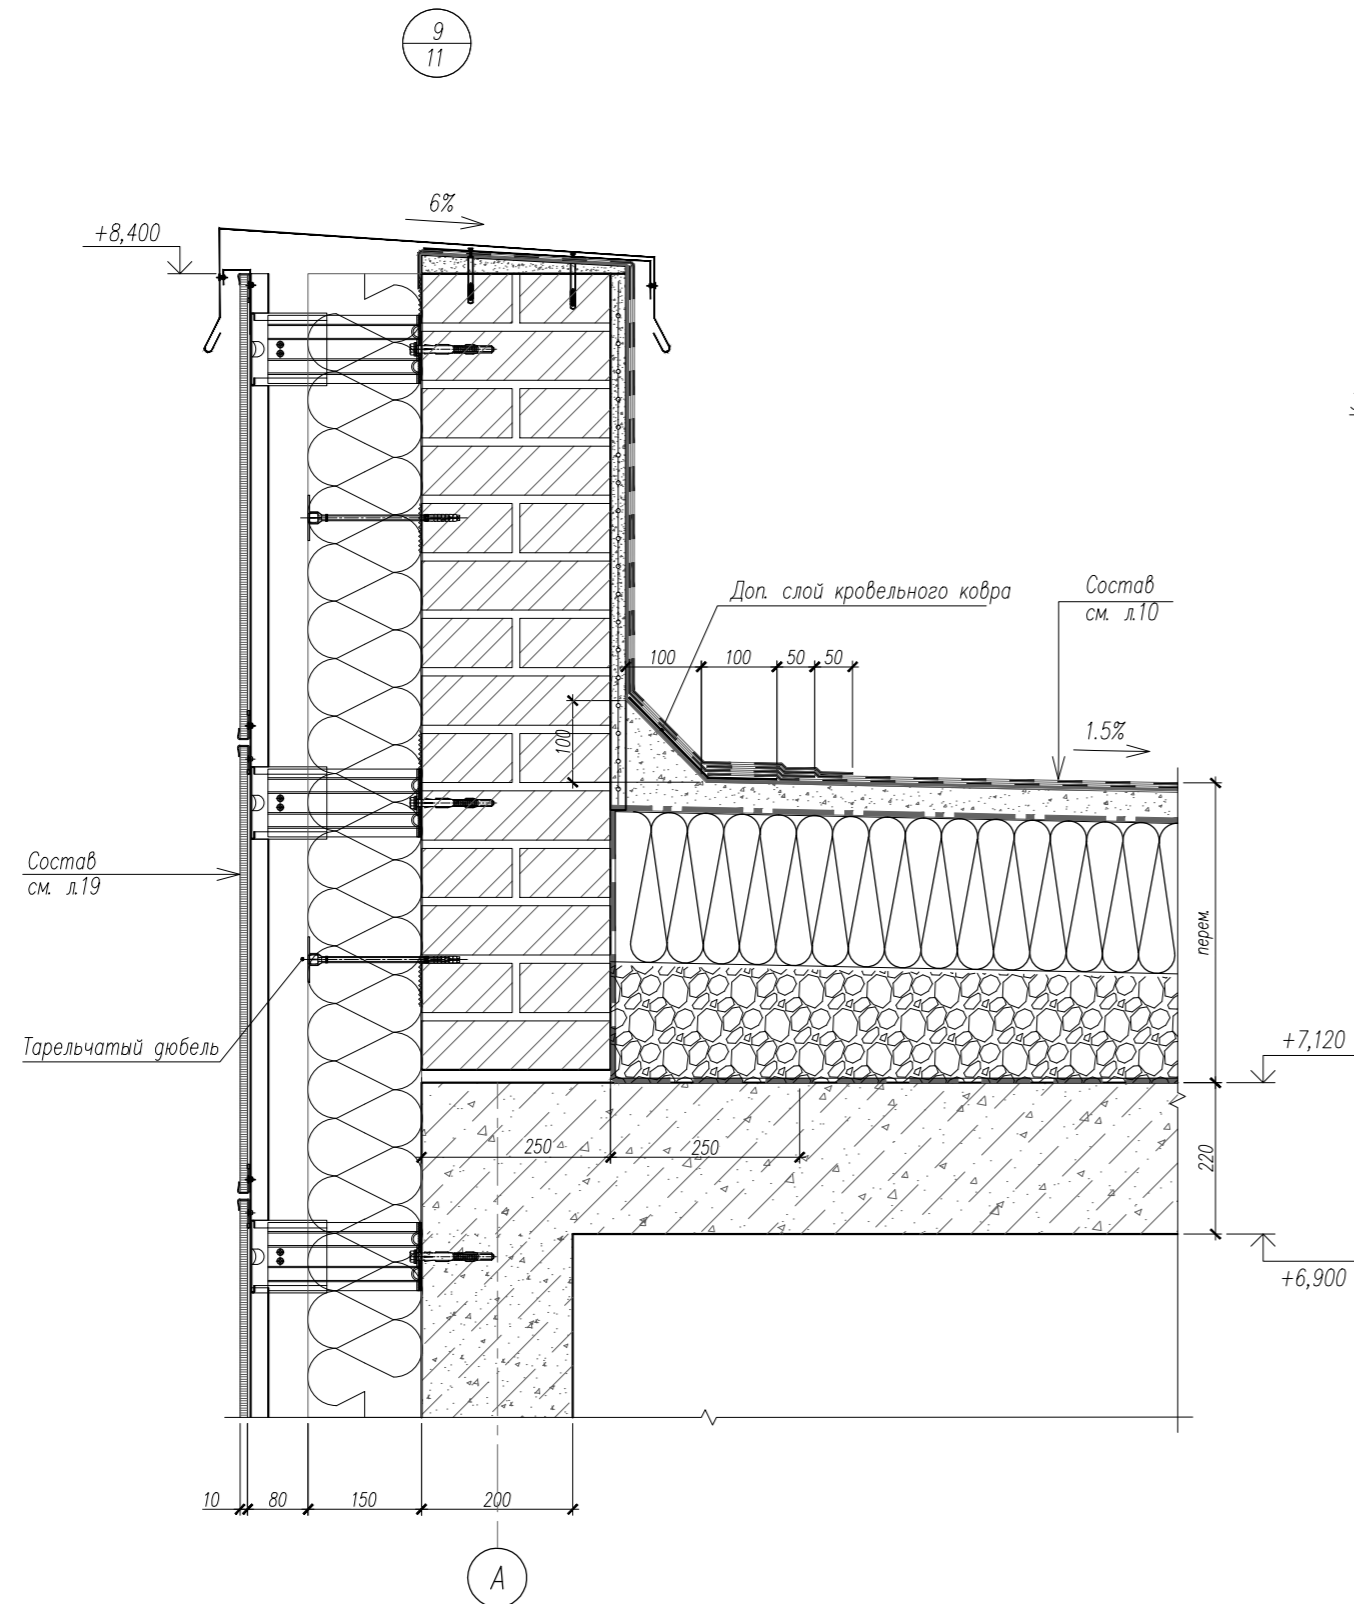 9
11
6%
+8,400
Доп. слой кровельного ковра
Состав
см. л.10
100
100
50
50
100
1.5%
Состав
см. л.19
перем.
Тарельчатый дюбель
+7,120
250
250
220
+6,900
10
80
150
200
А